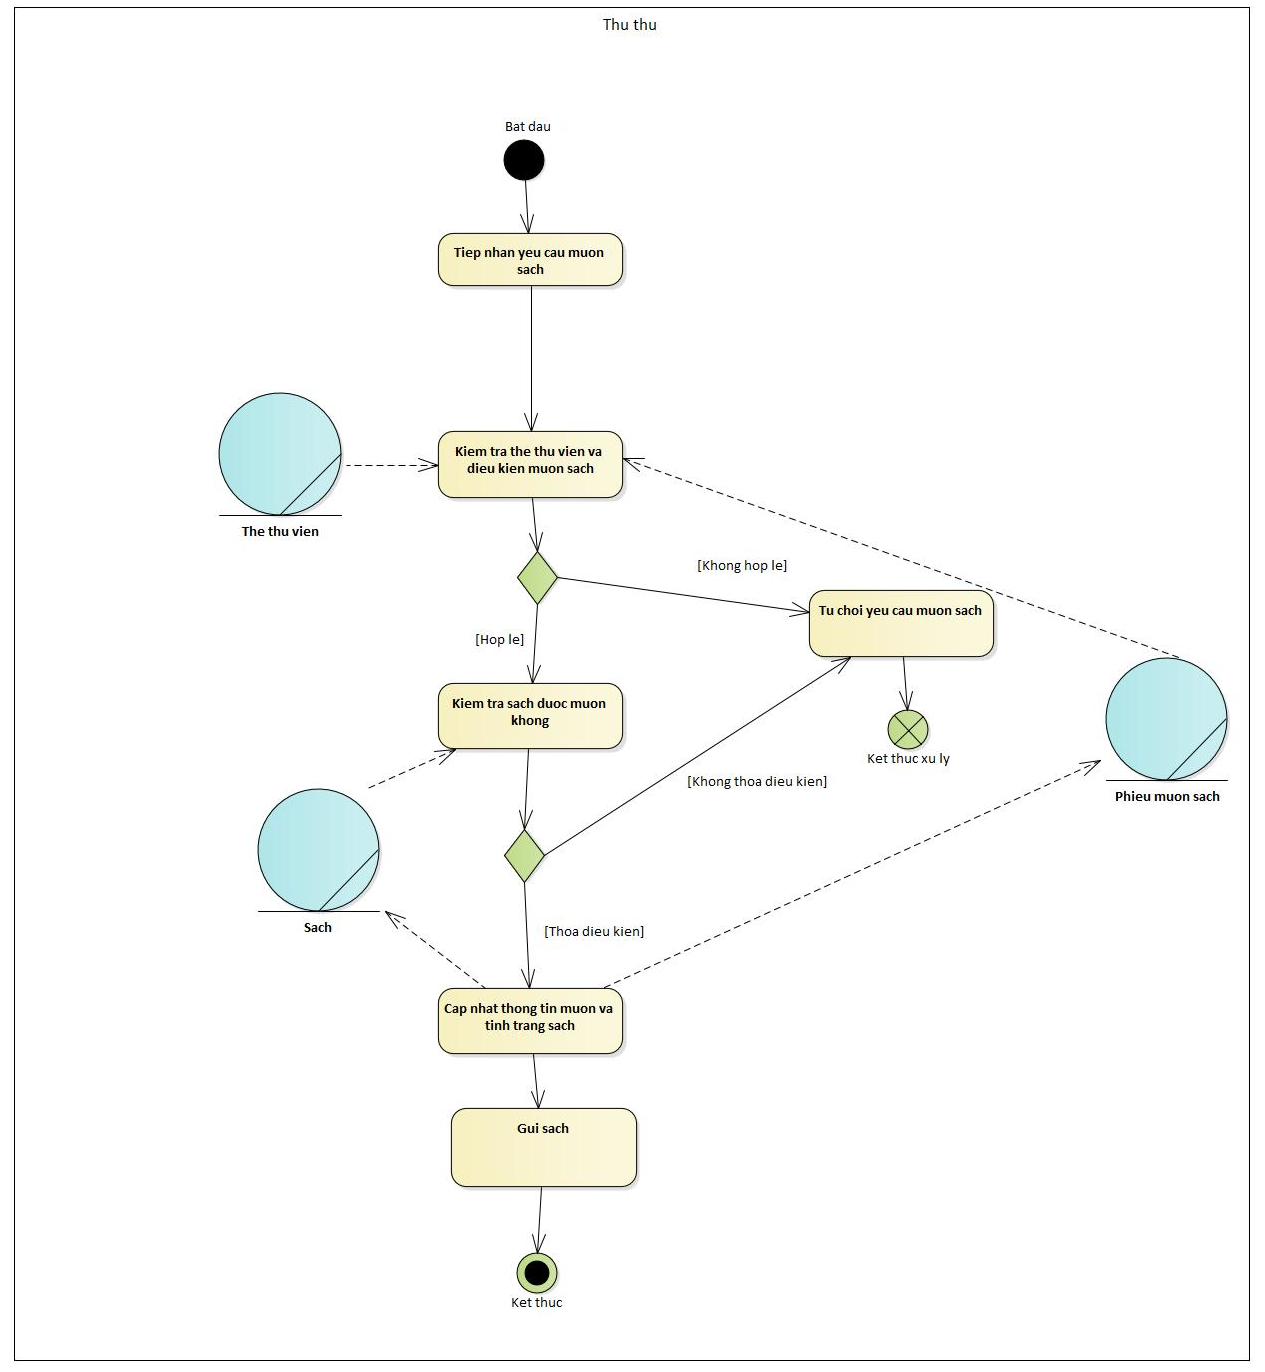 Thu thu
Bat dau
Tiep nhan yeu cau muon
sach
Kiem tra the thu vien va
dieu kien muon sach
The thu vien
[Khong hop le]
Tu choi yeu cau muon sach
[Hop le]
Kiem tra sach duoc muon
khong
Ket thuc xu ly
[Khong thoa dieu kien]
Phieu muon sach
Sach
[Thoa dieu kien]
Cap nhat thong tin muon va
tinh trang sach
Gui sach
Ket thuc